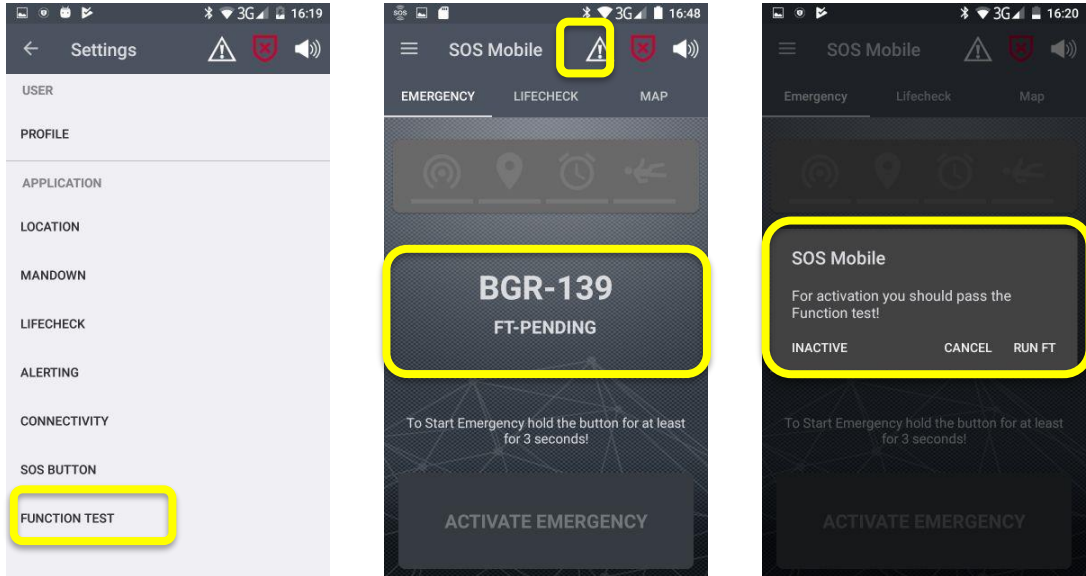 3G 16:19
Settings
USER
PROFILE
APPLICATION
LOCATION
MANDOWN
LIFECHECK
ALERTING
CONNECTIVITY
SOS BUTTON
FUNCTION TEST
SOS 3G 16:48
SOS Mobile
EMERGENCY LIFECHECK MAP
BGR-139
FT-PENDING
To Start Emergency hold the button for at least
for 3 seconds!
ACTIVATE EMERGENCY
3G 16:20
SOS Mobile
Emergency Lifecheck Map
SOS Mobile
For activation you should pass the
Function test!
INACTIVE CANCEL RUN FT
To Start Emergency hold the button for at least
for 3 seconds!
ACTIVATE EMERGENCY